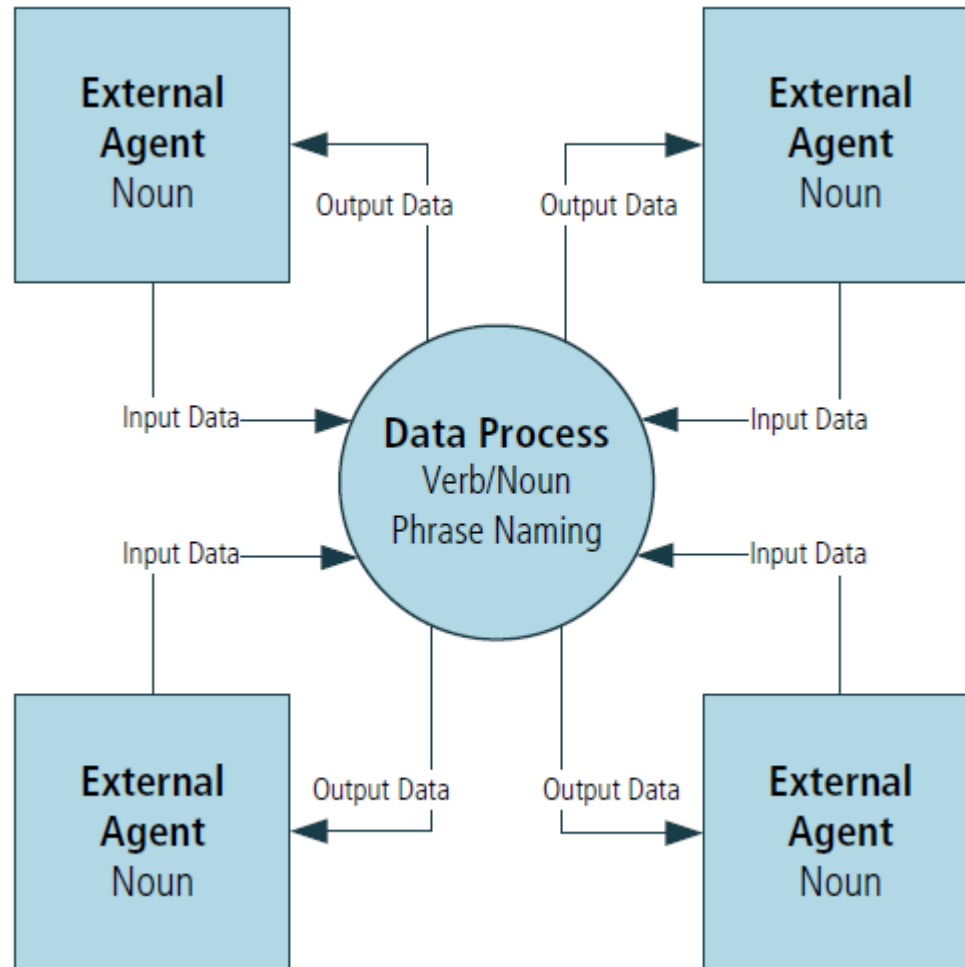 External
Agent
Noun
External
Agent
Noun
Output Data
Output Data
Input Data
Input Data
Data Process
Verb/Noun
Phrase Naming
Input Data
Input Data
Output Data
Output Data
External
Agent
Noun
External
Agent
Noun